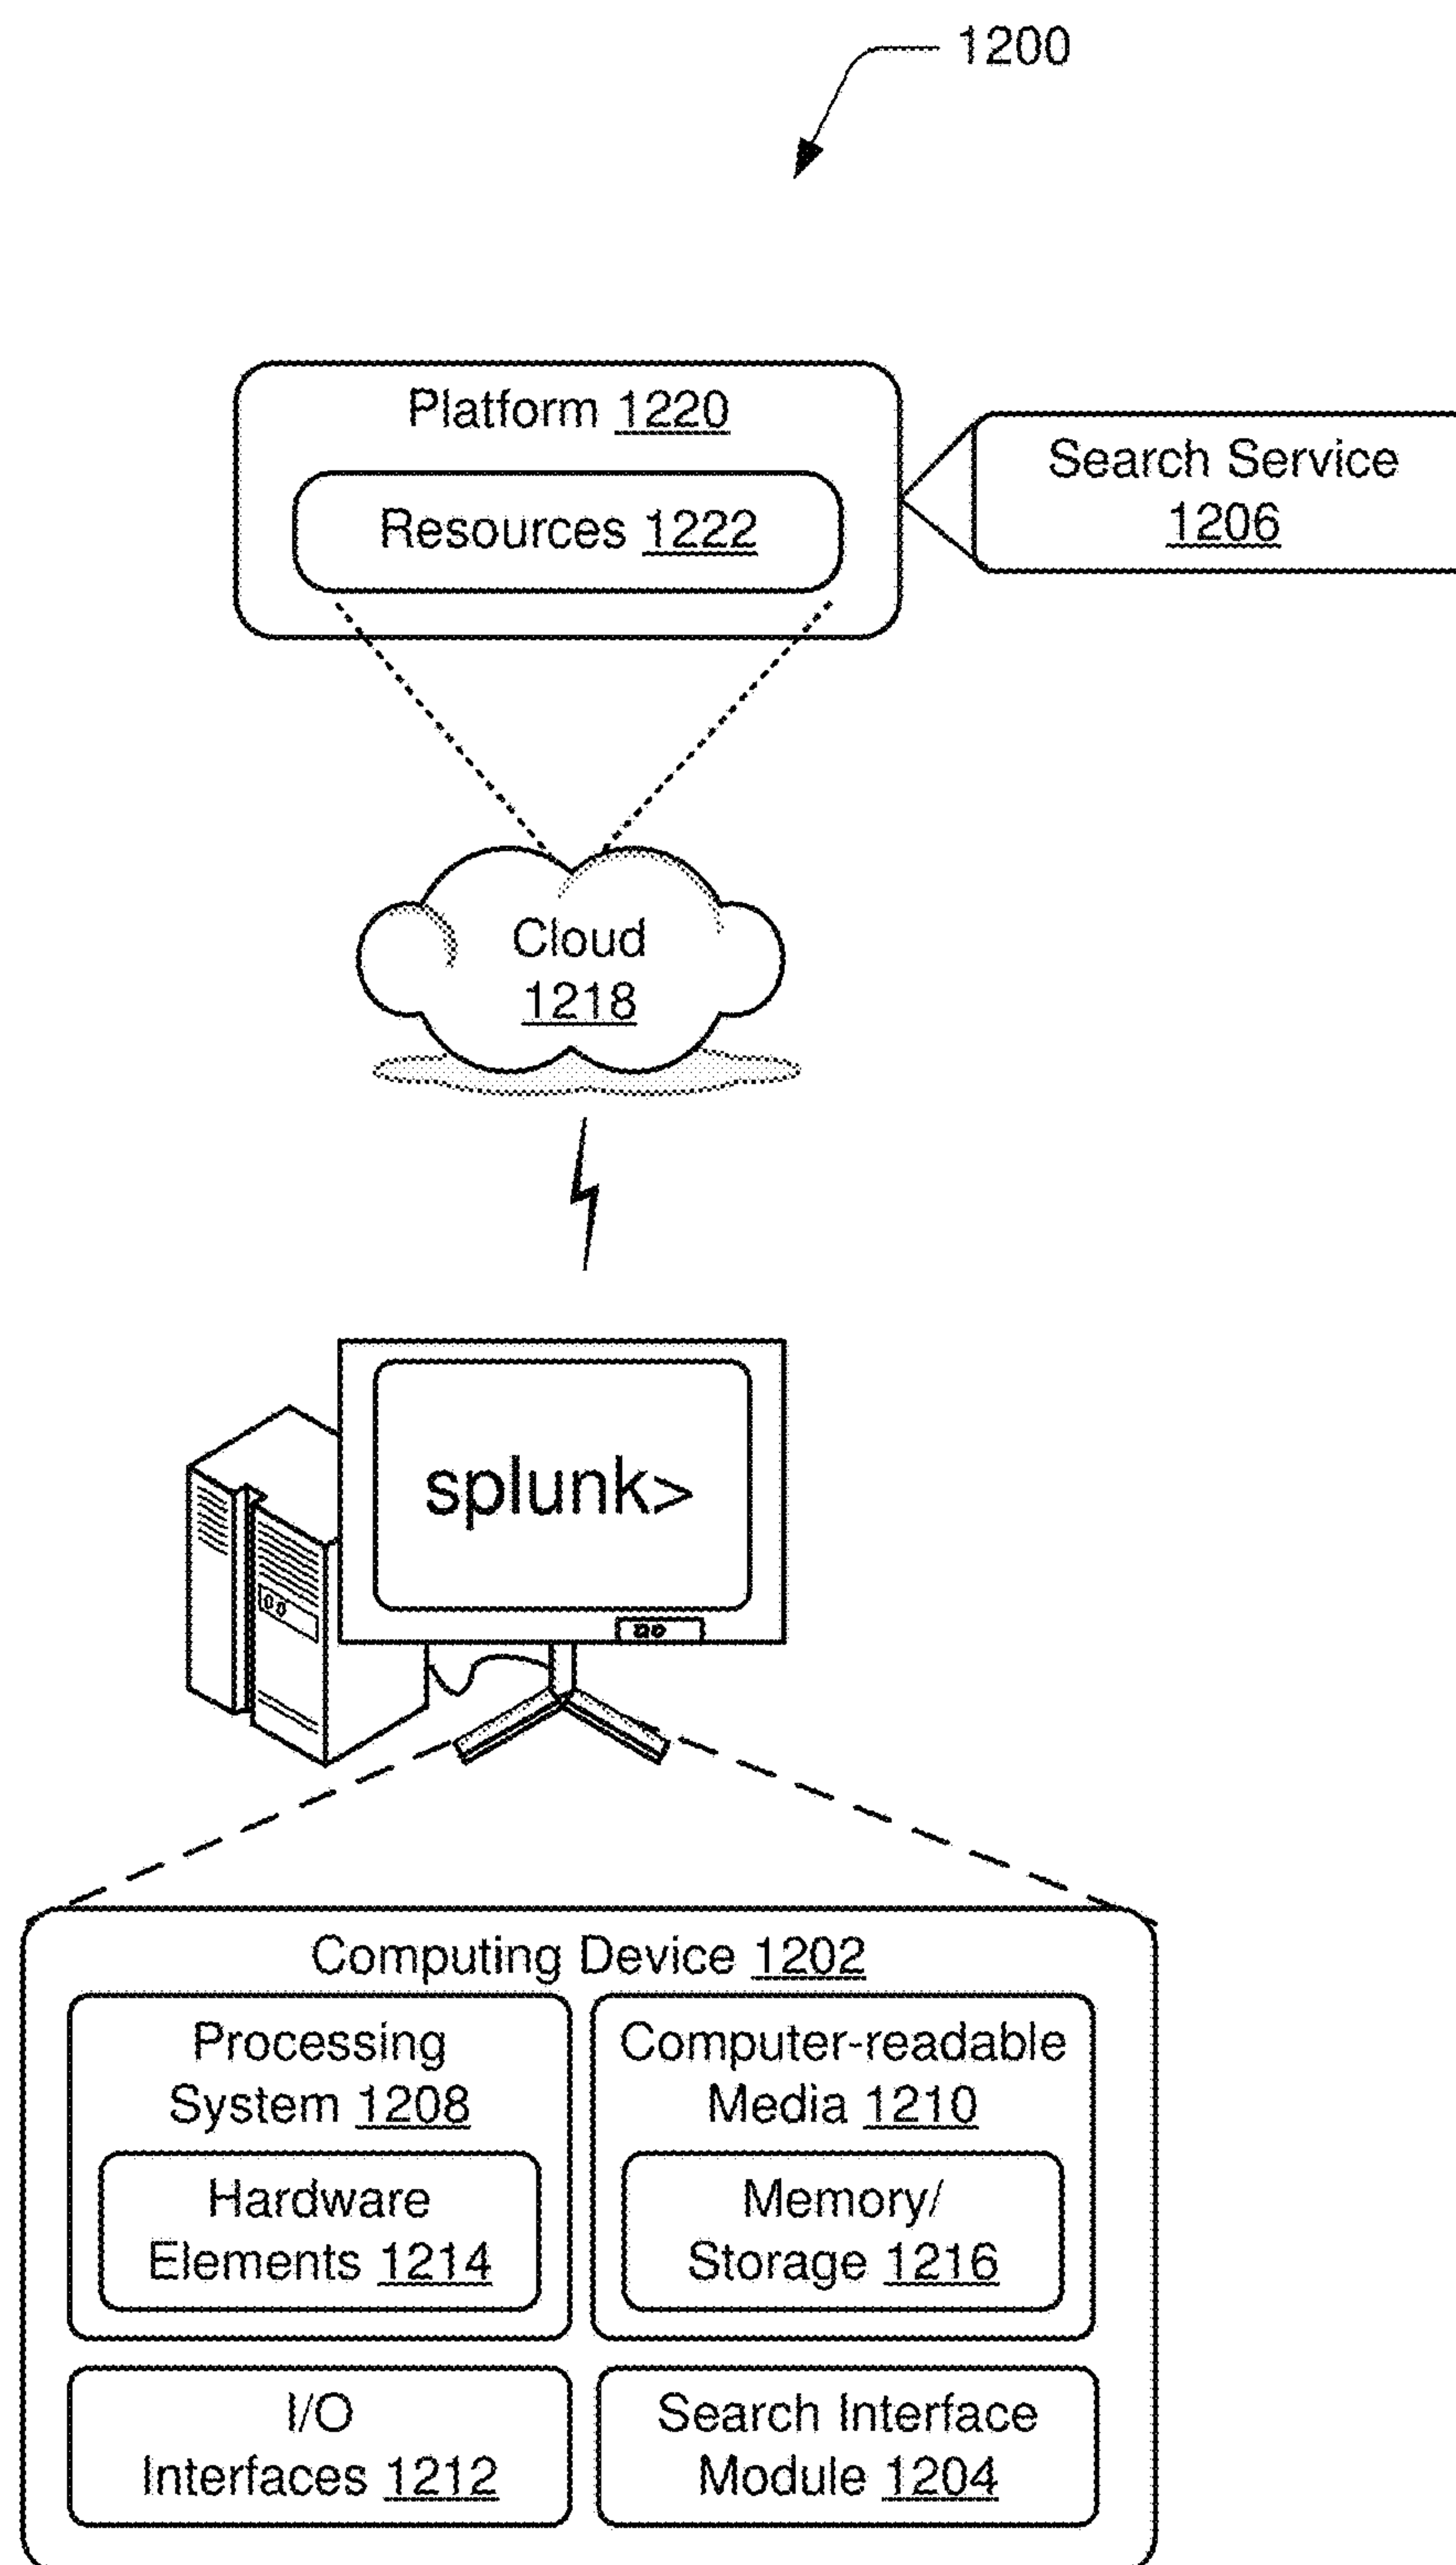 1200
Platform 1220
Resources 1222
Search Service
1206
Cloud
1218
splunk>
Computing Device 1202
Processing
System 1208
Hardware
Elements 1214
Computer-readable
Media 1210
Memory/
Storage 1216
I/O
Interfaces 1212
Search Interface
Module 1204